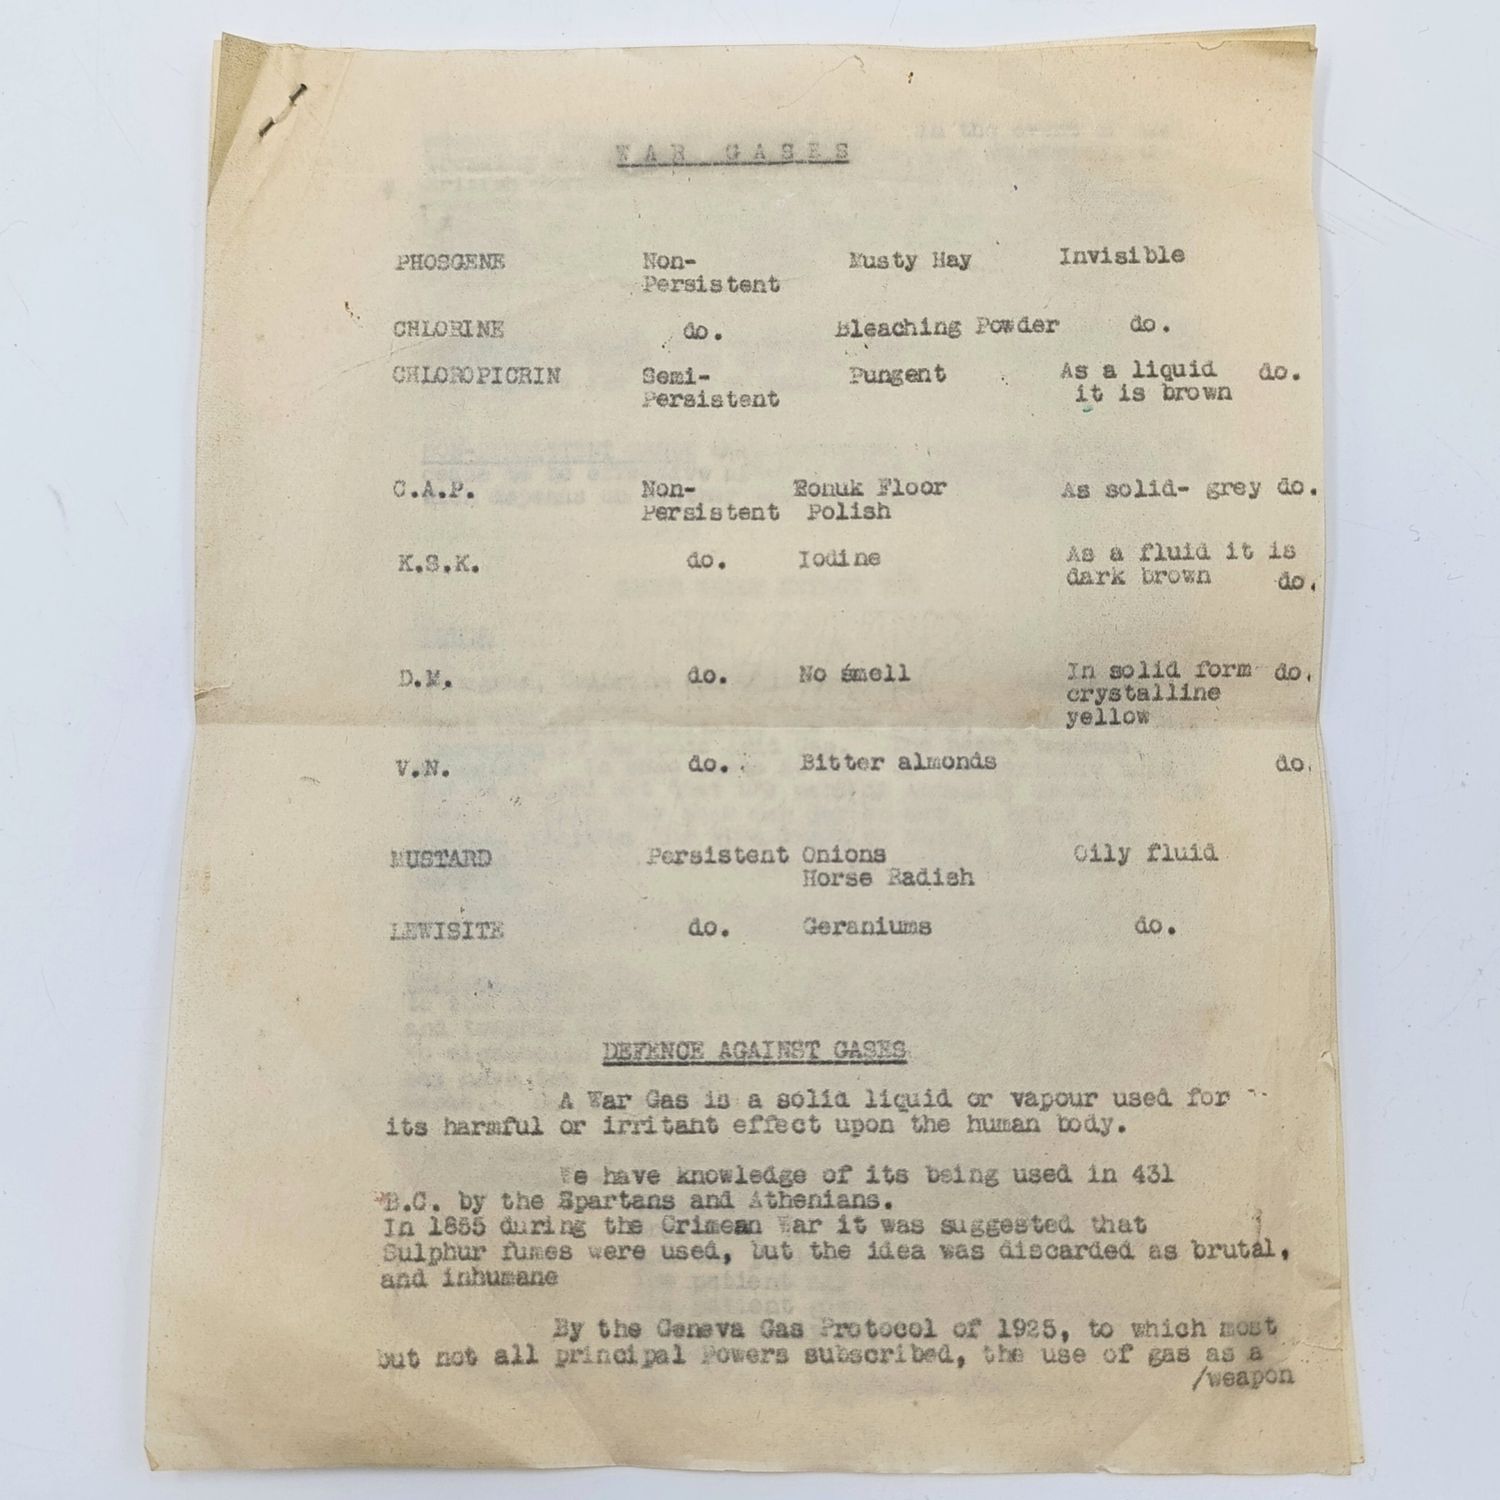 WAR GASES
PHOSGENE Non- Musty Hay Invisible
Persistent
CHLORINE do. Bleaching Powder do.
CHLOROPICRIN Semi- Pungent As a liquid do.
Persistent it is brown
C.A.P. Non- Ronuk Floor As solid- grey do.
Persistent Polish
K.S.K. do. Iodine As a fluid it is
dark brown do.
D.M. do. No smell In solid form do.
crystalline
yellow
V.N. do. Bitter almonds do.
MUSTARD Persistent Onions Oily fluid
Horse Radish
LEWISITE do. Geraniums do.
DEFENCE AGAINST GASES
A War Gas is a solid liquid or vapour used for
its harmful or irritant effect upon the human body.
We have knowledge of its being used in 431
B.C. by the Spartans and Athenians.
In 1855 during the Crimean War it was suggested that
Sulphur fumes were used, but the idea was discarded as brutal,
and inhumane
By the Geneva Gas Protocol of 1925, to which most
but not all principal Powers subscribed, the use of gas as a
/weapon